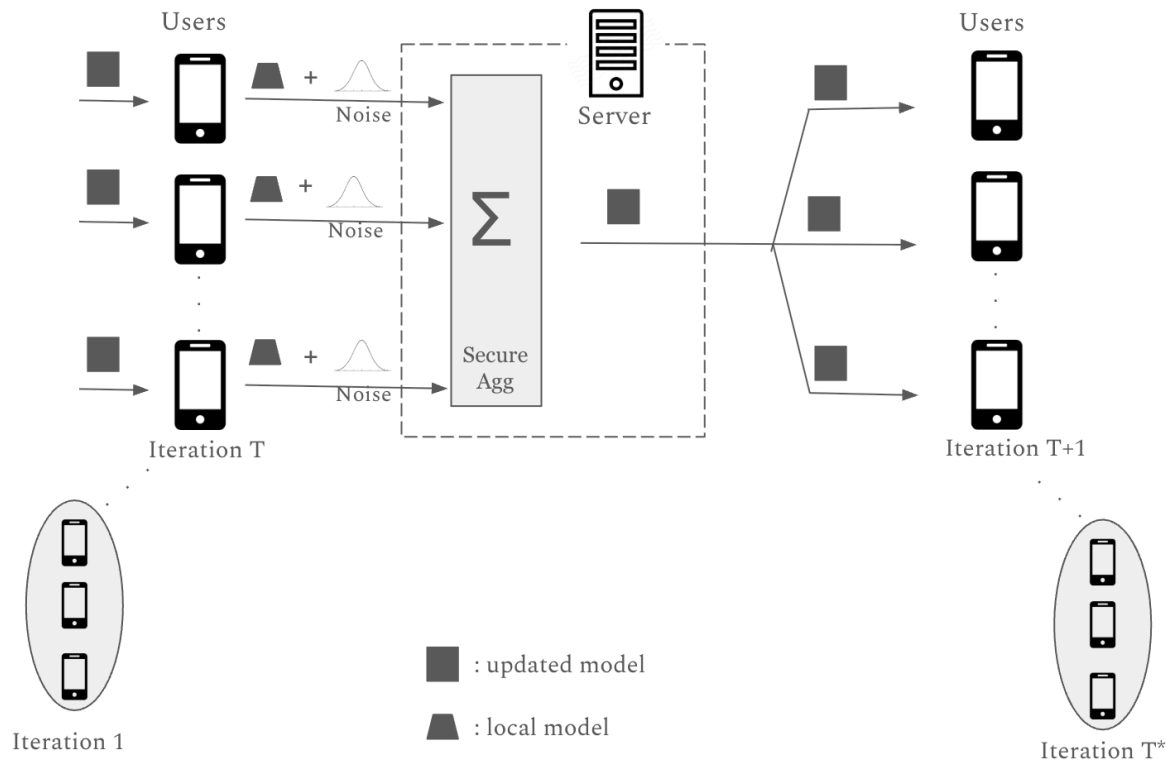 Users
Users
+
Noise
Server
+
Noise
Σ
+
Noise
Secure
Agg
Iteration T
Iteration T+1
: updated model
: local model
Iteration 1
Iteration T*